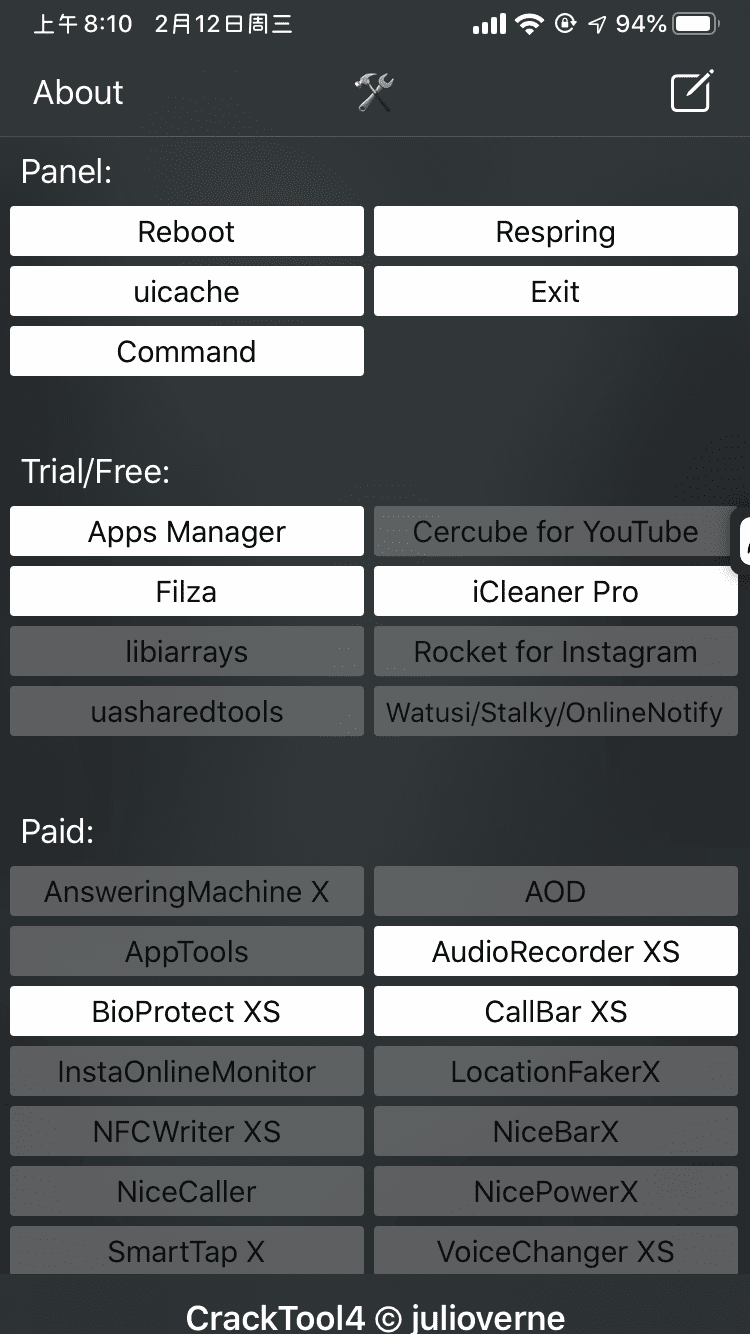 上午8:10 2月12日周三 94%
About
Panel:
Reboot Respring
uicache Exit
Command
Trial/Free:
Apps Manager Cercube for YouTube
Filza iCleaner Pro
libiarrays Rocket for Instagram
uasharedtools Watusi/Stalky/OnlineNotify
Paid:
AnsweringMachine X AOD
AppTools AudioRecorder XS
BioProtect XS CallBar XS
InstaOnlineMonitor LocationFakerX
NFCWriter XS NiceBarX
NiceCaller NicePowerX
SmartTap X VoiceChanger XS
CrackTool4 © julioverne